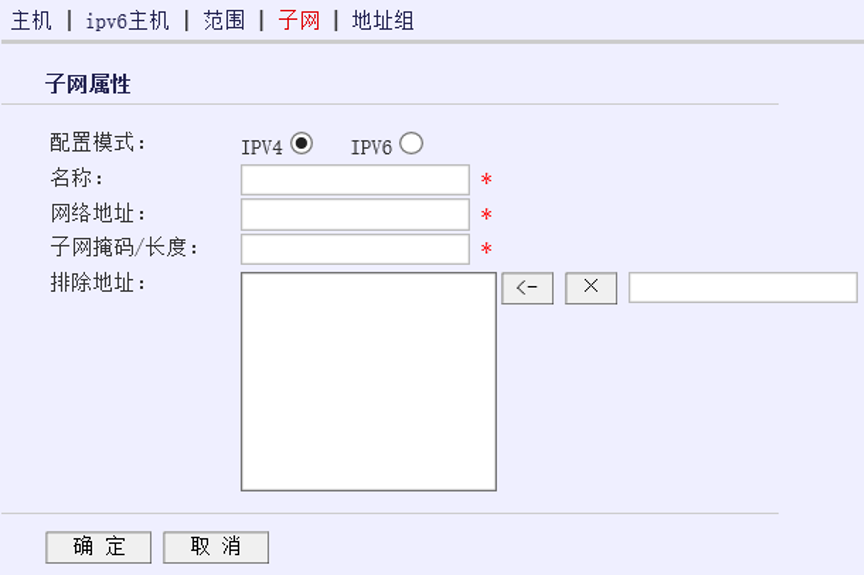 主机 | ipv6主机 | 范围 | 子网 | 地址组
子网属性
配置模式： IPV4 IPV6
名称： *
网络地址： *
子网掩码/长度： *
排除地址： <- ×
确 定 取 消